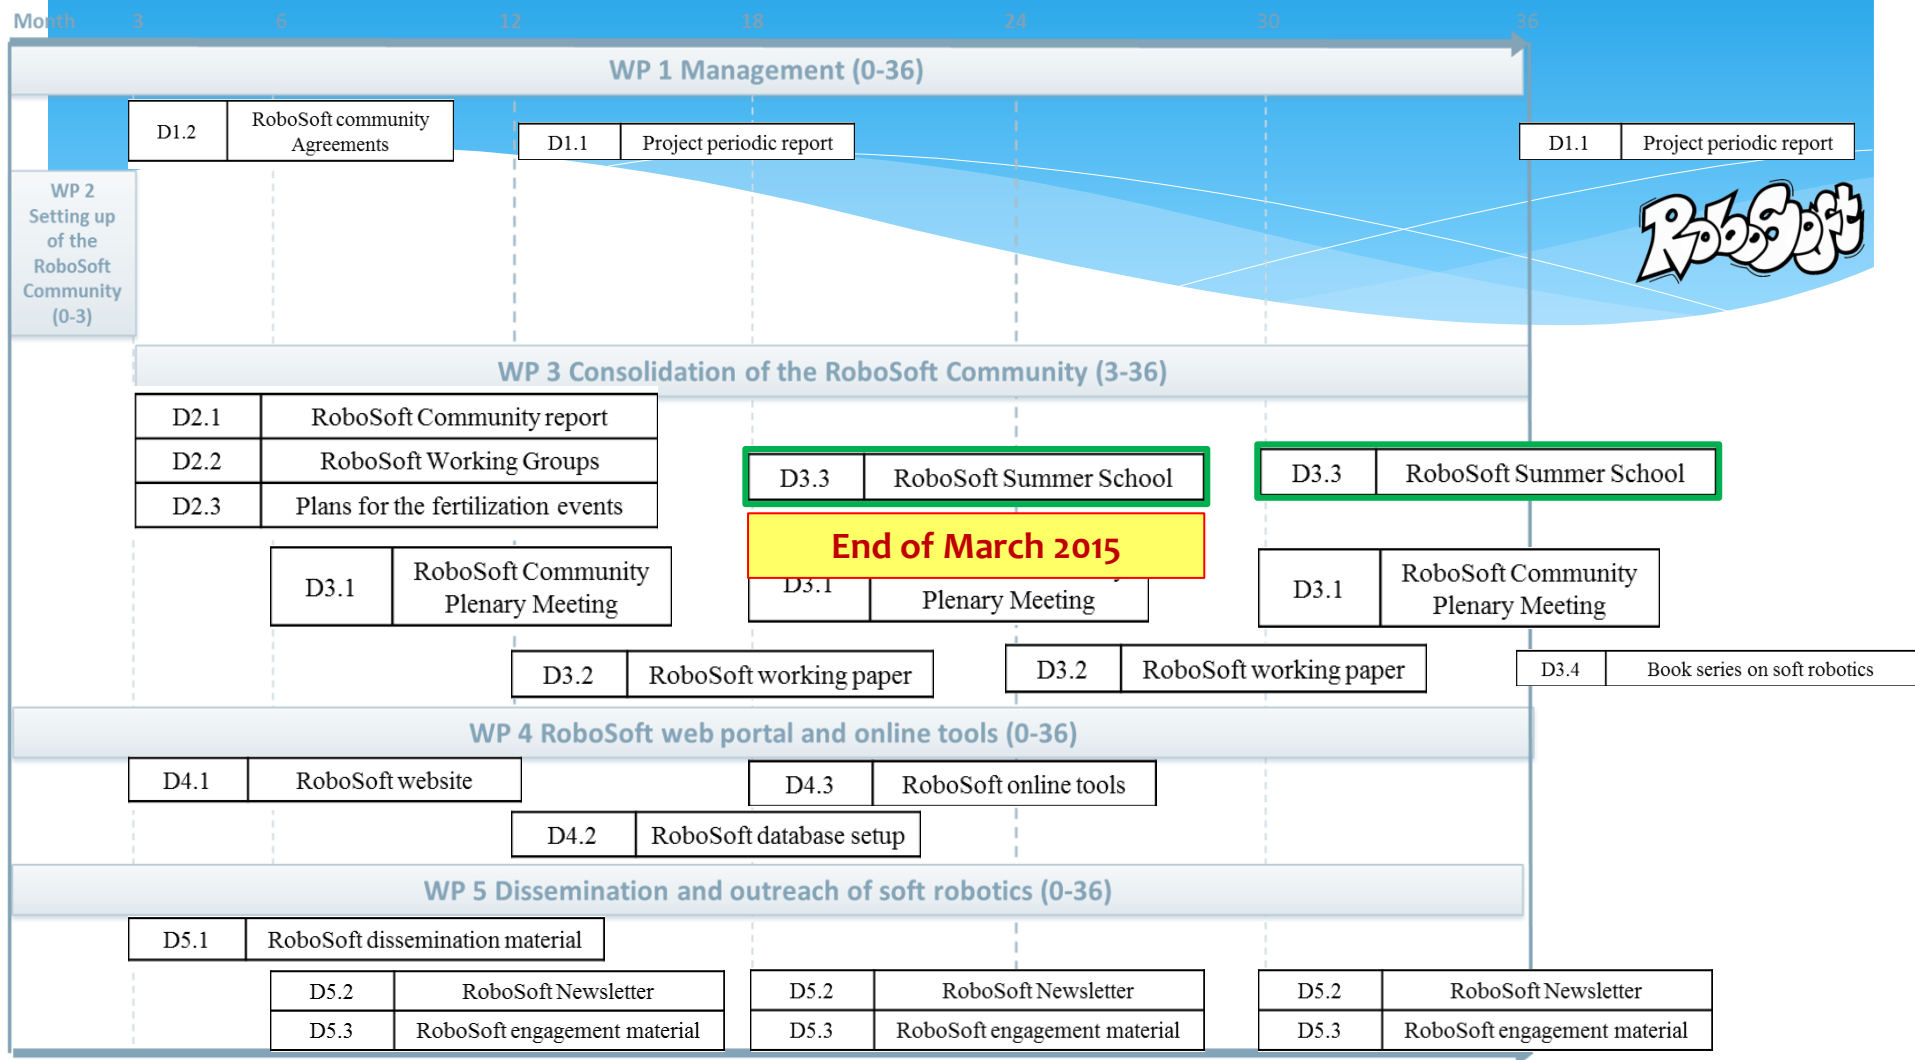 Month 3 6 12 18 24 30 36
WP 1 Management (0-36)
D1.2 RoboSoft community
Agreements
D1.1 Project periodic report
D1.1 Project periodic report
WP 2
Setting up
of the
RoboSoft
Community
(0-3)
RoboSoft
WP 3 Consolidation of the RoboSoft Community (3-36)
D2.1 RoboSoft Community report
D2.2 RoboSoft Working Groups
D2.3 Plans for the fertilization events
D3.3 RoboSoft Summer School
D3.3 RoboSoft Summer School
End of March 2015
D3.1 RoboSoft Community
Plenary Meeting
D3.1
Plenary Meeting
D3.1 RoboSoft Community
Plenary Meeting
D3.2 RoboSoft working paper
D3.2 RoboSoft working paper
D3.4 Book series on soft robotics
WP 4 RoboSoft web portal and online tools (0-36)
D4.1 RoboSoft website
D4.3 RoboSoft online tools
D4.2 RoboSoft database setup
WP 5 Dissemination and outreach of soft robotics (0-36)
D5.1 RoboSoft dissemination material
D5.2 RoboSoft Newsletter
D5.3 RoboSoft engagement material
D5.2 RoboSoft Newsletter
D5.3 RoboSoft engagement material
D5.2 RoboSoft Newsletter
D5.3 RoboSoft engagement material